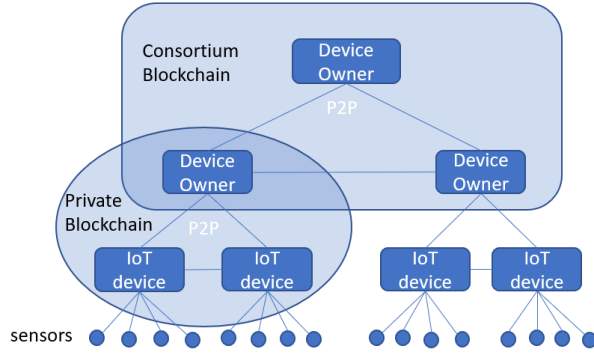 Consortium
Blockchain
Device
Owner
P2P
Device
Owner
Device
Owner
Private
Blockchain
P2P
IoT
device
IoT
device
IoT
device
IoT
device
sensors